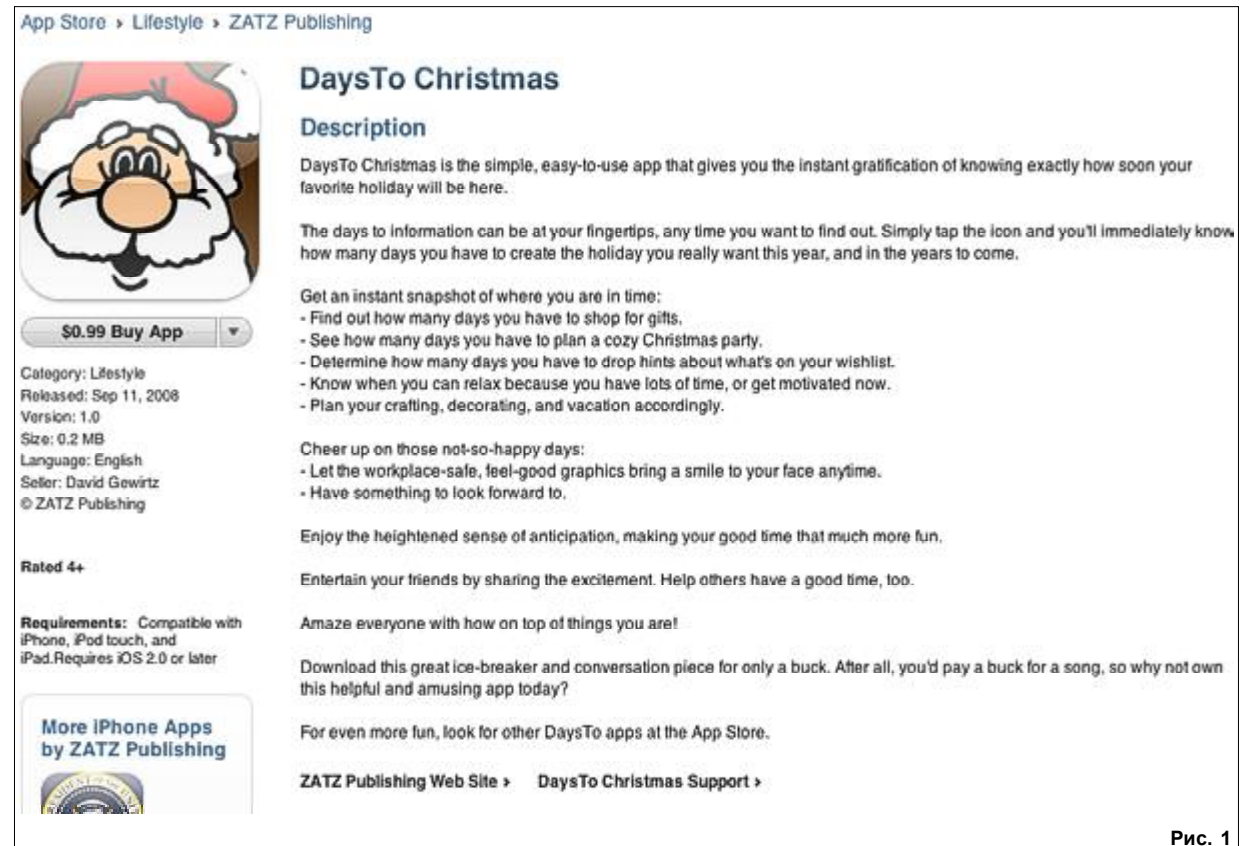 App Store › Lifestyle › ZATZ Publishing
DaysTo Christmas
Description
DaysTo Christmas is the simple, easy-to-use app that gives you the instant gratification of knowing exactly how soon your
favorite holiday will be here.
The days to information can be at your fingertips, any time you want to find out. Simply tap the icon and you'll immediately know
how many days you have to create the holiday you really want this year, and in the years to come.
Get an instant snapshot of where you are in time:
- Find out how many days you have to shop for gifts.
- See how many days you have to plan a cozy Christmas party.
- Determine how many days you have to drop hints about what's on your wishlist.
- Know when you can relax because you have lots of time, or get motivated now.
- Plan your crafting, decorating, and vacation accordingly.
Cheer up on those not-so-happy days:
- Let the workplace-safe, feel-good graphics bring a smile to your face anytime.
- Have something to look forward to.
Enjoy the heightened sense of anticipation, making your good time that much more fun.
Entertain your friends by sharing the excitement. Help others have a good time, too.
Amaze everyone with how on top of things you are!
Download this great ice-breaker and conversation piece for only a buck. After all, you'd pay a buck for a song, so why not own
this helpful and amusing app today?
For even more fun, look for other DaysTo apps at the App Store.
ZATZ Publishing Web Site › DaysTo Christmas Support ›
$0.99 Buy App
Category: Lifestyle
Released: Sep 11, 2008
Version: 1.0
Size: 0.2 MB
Language: English
Seller: David Gewirtz
© ZATZ Publishing
Rated 4+
Requirements: Compatible with
iPhone, iPod touch, and
iPad.Requires iOS 2.0 or later
More iPhone Apps
by ZATZ Publishing
Рис. 1